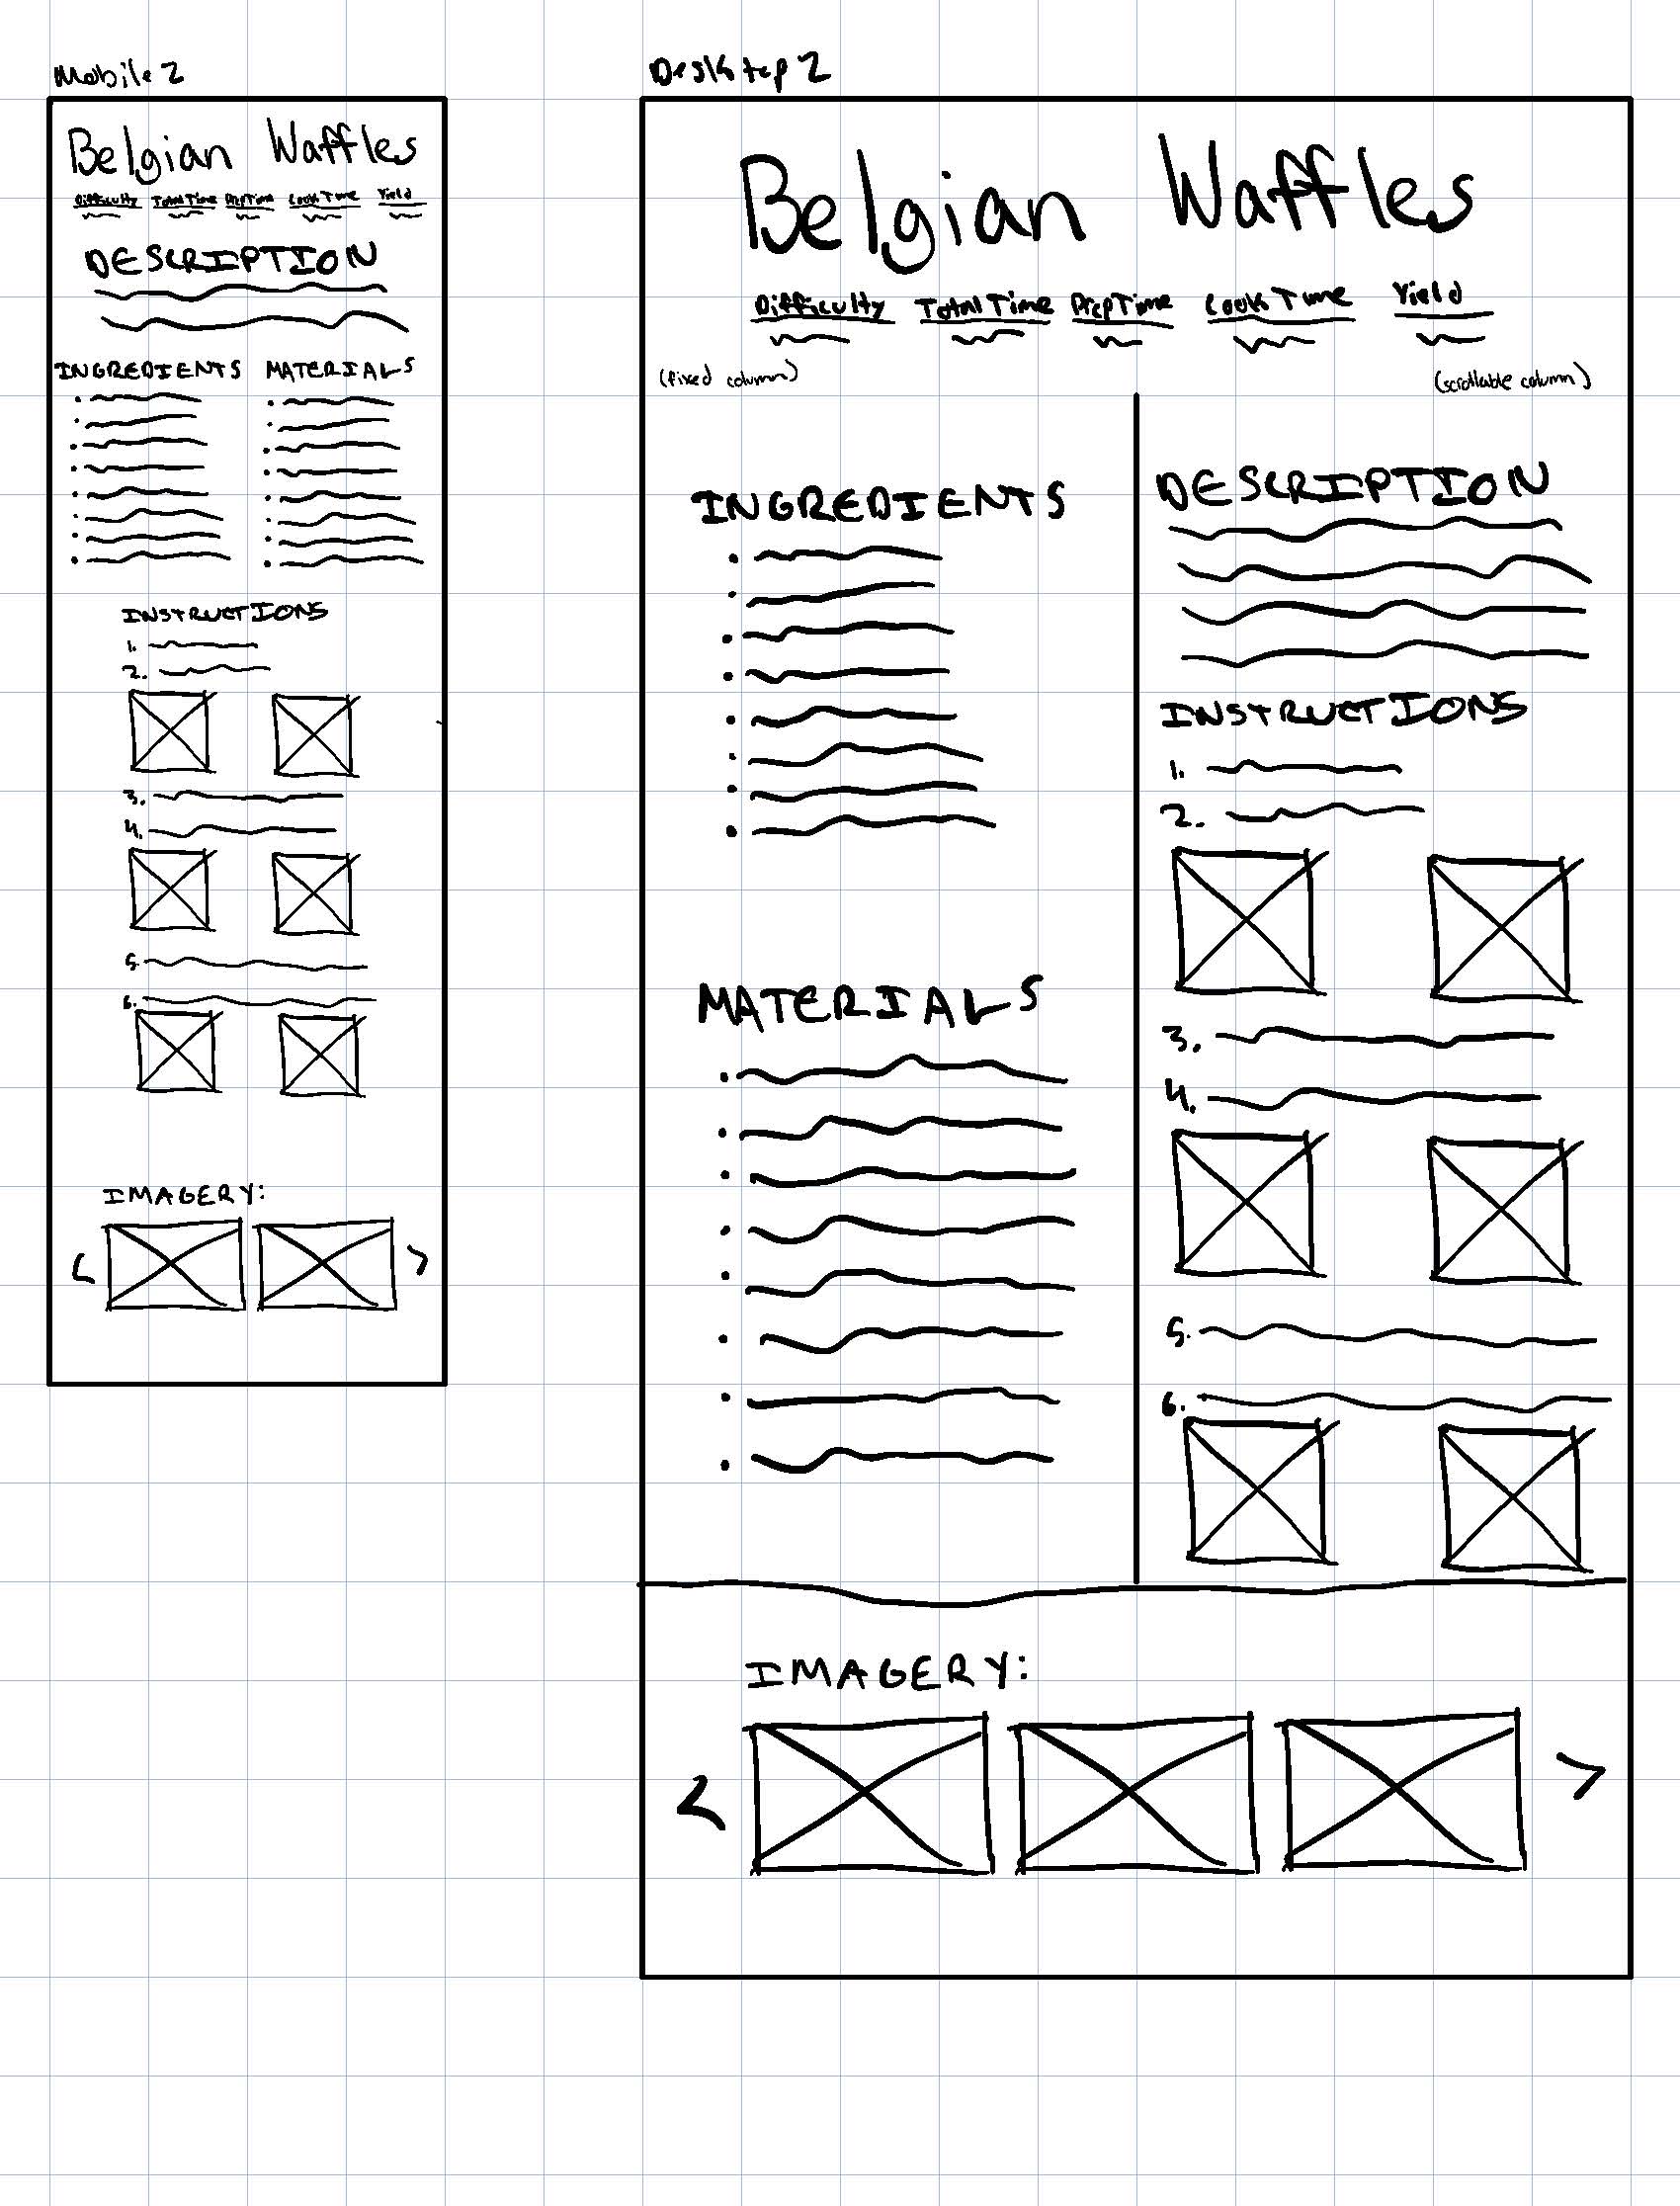 Mobile 2
Belgian Waffles
Difficulty Total Time Prep Time Cook Time Yield
DESCRIPTION
INGREDIENTS MATERIALS
INSTRUCTIONS
1.
2.
3.
4.
5.
6.
IMAGERY:
< >
Desktop 2
Belgian Waffles
Difficulty Total Time Prep Time Cook Time Yield
(fixed column) (scrollable column)
INGREDIENTS
MATERIALS
DESCRIPTION
INSTRUCTIONS
1.
2.
3.
4.
5.
6.
IMAGERY:
< >